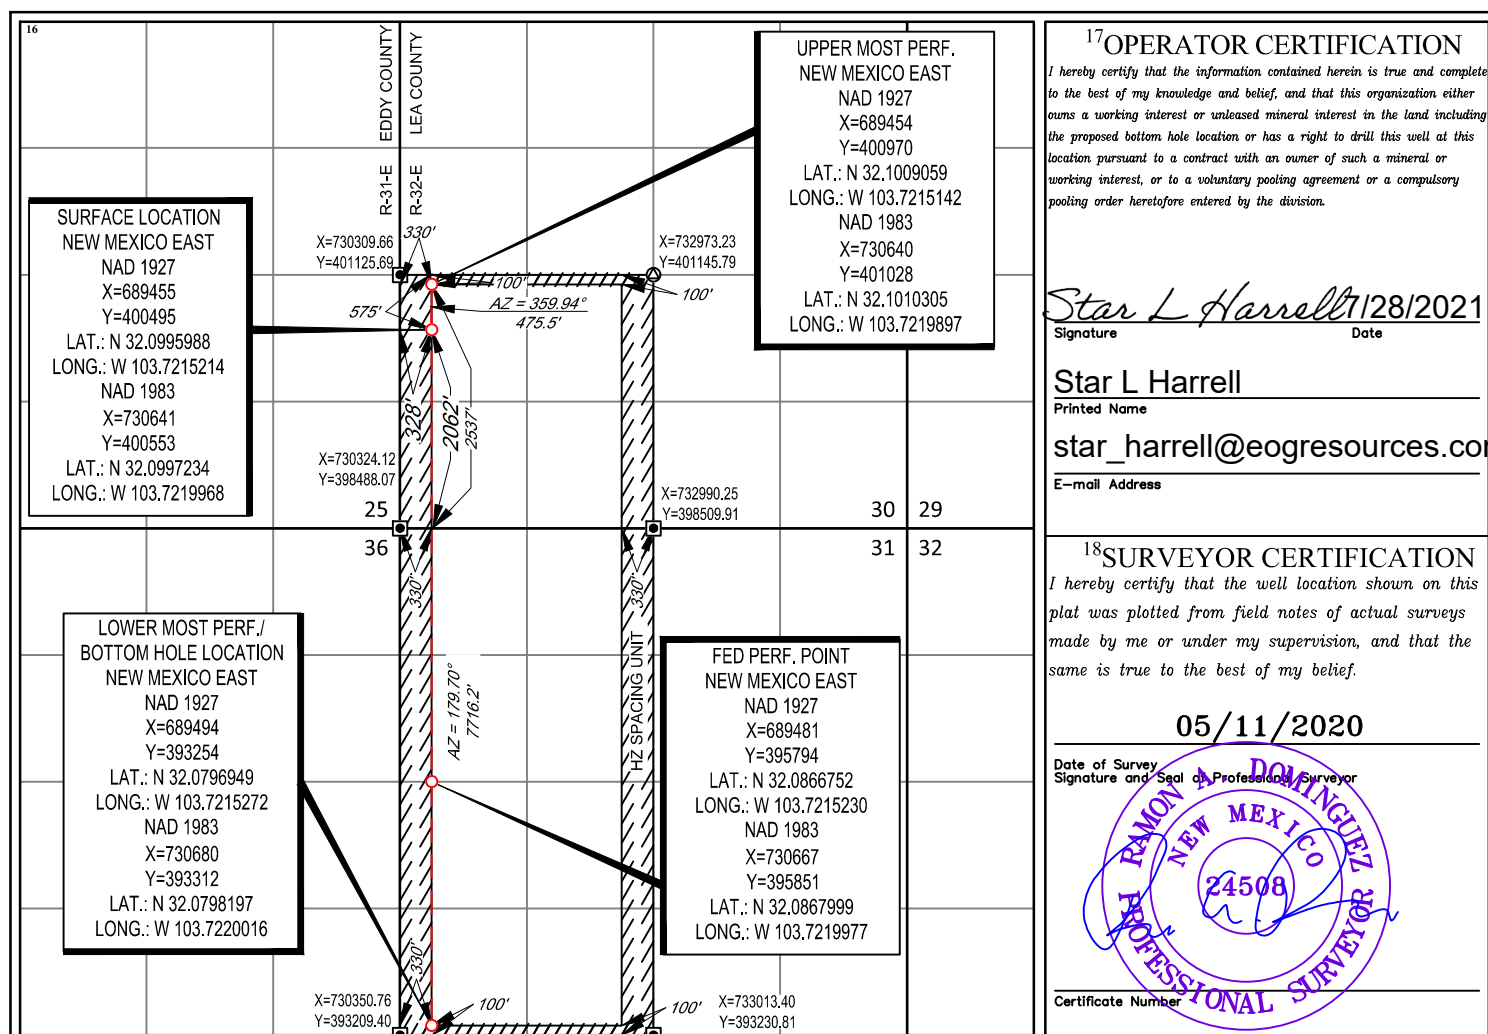 16
EDDY COUNTY
LEA COUNTY
R-31-E
R-32-E
UPPER MOST PERF.
NEW MEXICO EAST
NAD 1927
X=689454
Y=400970
LAT.: N 32.1009059
LONG.: W 103.7215142
NAD 1983
X=730640
Y=401028
LAT.: N 32.1010305
LONG.: W 103.7219897
SURFACE LOCATION
NEW MEXICO EAST
NAD 1927
X=689455
Y=400495
LAT.: N 32.0995988
LONG.: W 103.7215214
NAD 1983
X=730641
Y=400553
LAT.: N 32.0997234
LONG.: W 103.7219968
X=730309.66
Y=401125.69
330'
X=732973.23
Y=401145.79
100'
100'
575'
AZ = 359.94°
475.5'
328'
2062'
2537'
X=730324.12
Y=398488.07
X=732990.25
Y=398509.91
25
30 29
36
31 32
330'
330'
LOWER MOST PERF./
BOTTOM HOLE LOCATION
NEW MEXICO EAST
NAD 1927
X=689494
Y=393254
LAT.: N 32.0796949
LONG.: W 103.7215272
NAD 1983
X=730680
Y=393312
LAT.: N 32.0798197
LONG.: W 103.7220016
AZ = 179.70°
7716.2'
HZ SPACING UNIT
FED PERF. POINT
NEW MEXICO EAST
NAD 1927
X=689481
Y=395794
LAT.: N 32.0866752
LONG.: W 103.7215230
NAD 1983
X=730667
Y=395851
LAT.: N 32.0867999
LONG.: W 103.7219977
330'
X=730350.76
Y=393209.40
100'
100'
X=733013.40
Y=393230.81
17OPERATOR CERTIFICATION
I hereby certify that the information contained herein is true and complete
to the best of my knowledge and belief, and that this organization either
owns a working interest or unleased mineral interest in the land including
the proposed bottom hole location or has a right to drill this well at this
location pursuant to a contract with an owner of such a mineral or
working interest, or to a voluntary pooling agreement or a compulsory
pooling order heretofore entered by the division.
Star L Harrell 7/28/2021
Signature Date
Star L Harrell
Printed Name
star_harrell@eogresources.co
E-mail Address
18SURVEYOR CERTIFICATION
I hereby certify that the well location shown on this
plat was plotted from field notes of actual surveys
made by me or under my supervision, and that the
same is true to the best of my belief.
05/11/2020
Date of Survey
Signature and Seal of Professional Surveyor
RAMON A. DOMINGUEZ
NEW MEXICO
24508
PROFESSIONAL SURVEYOR
Certificate Number